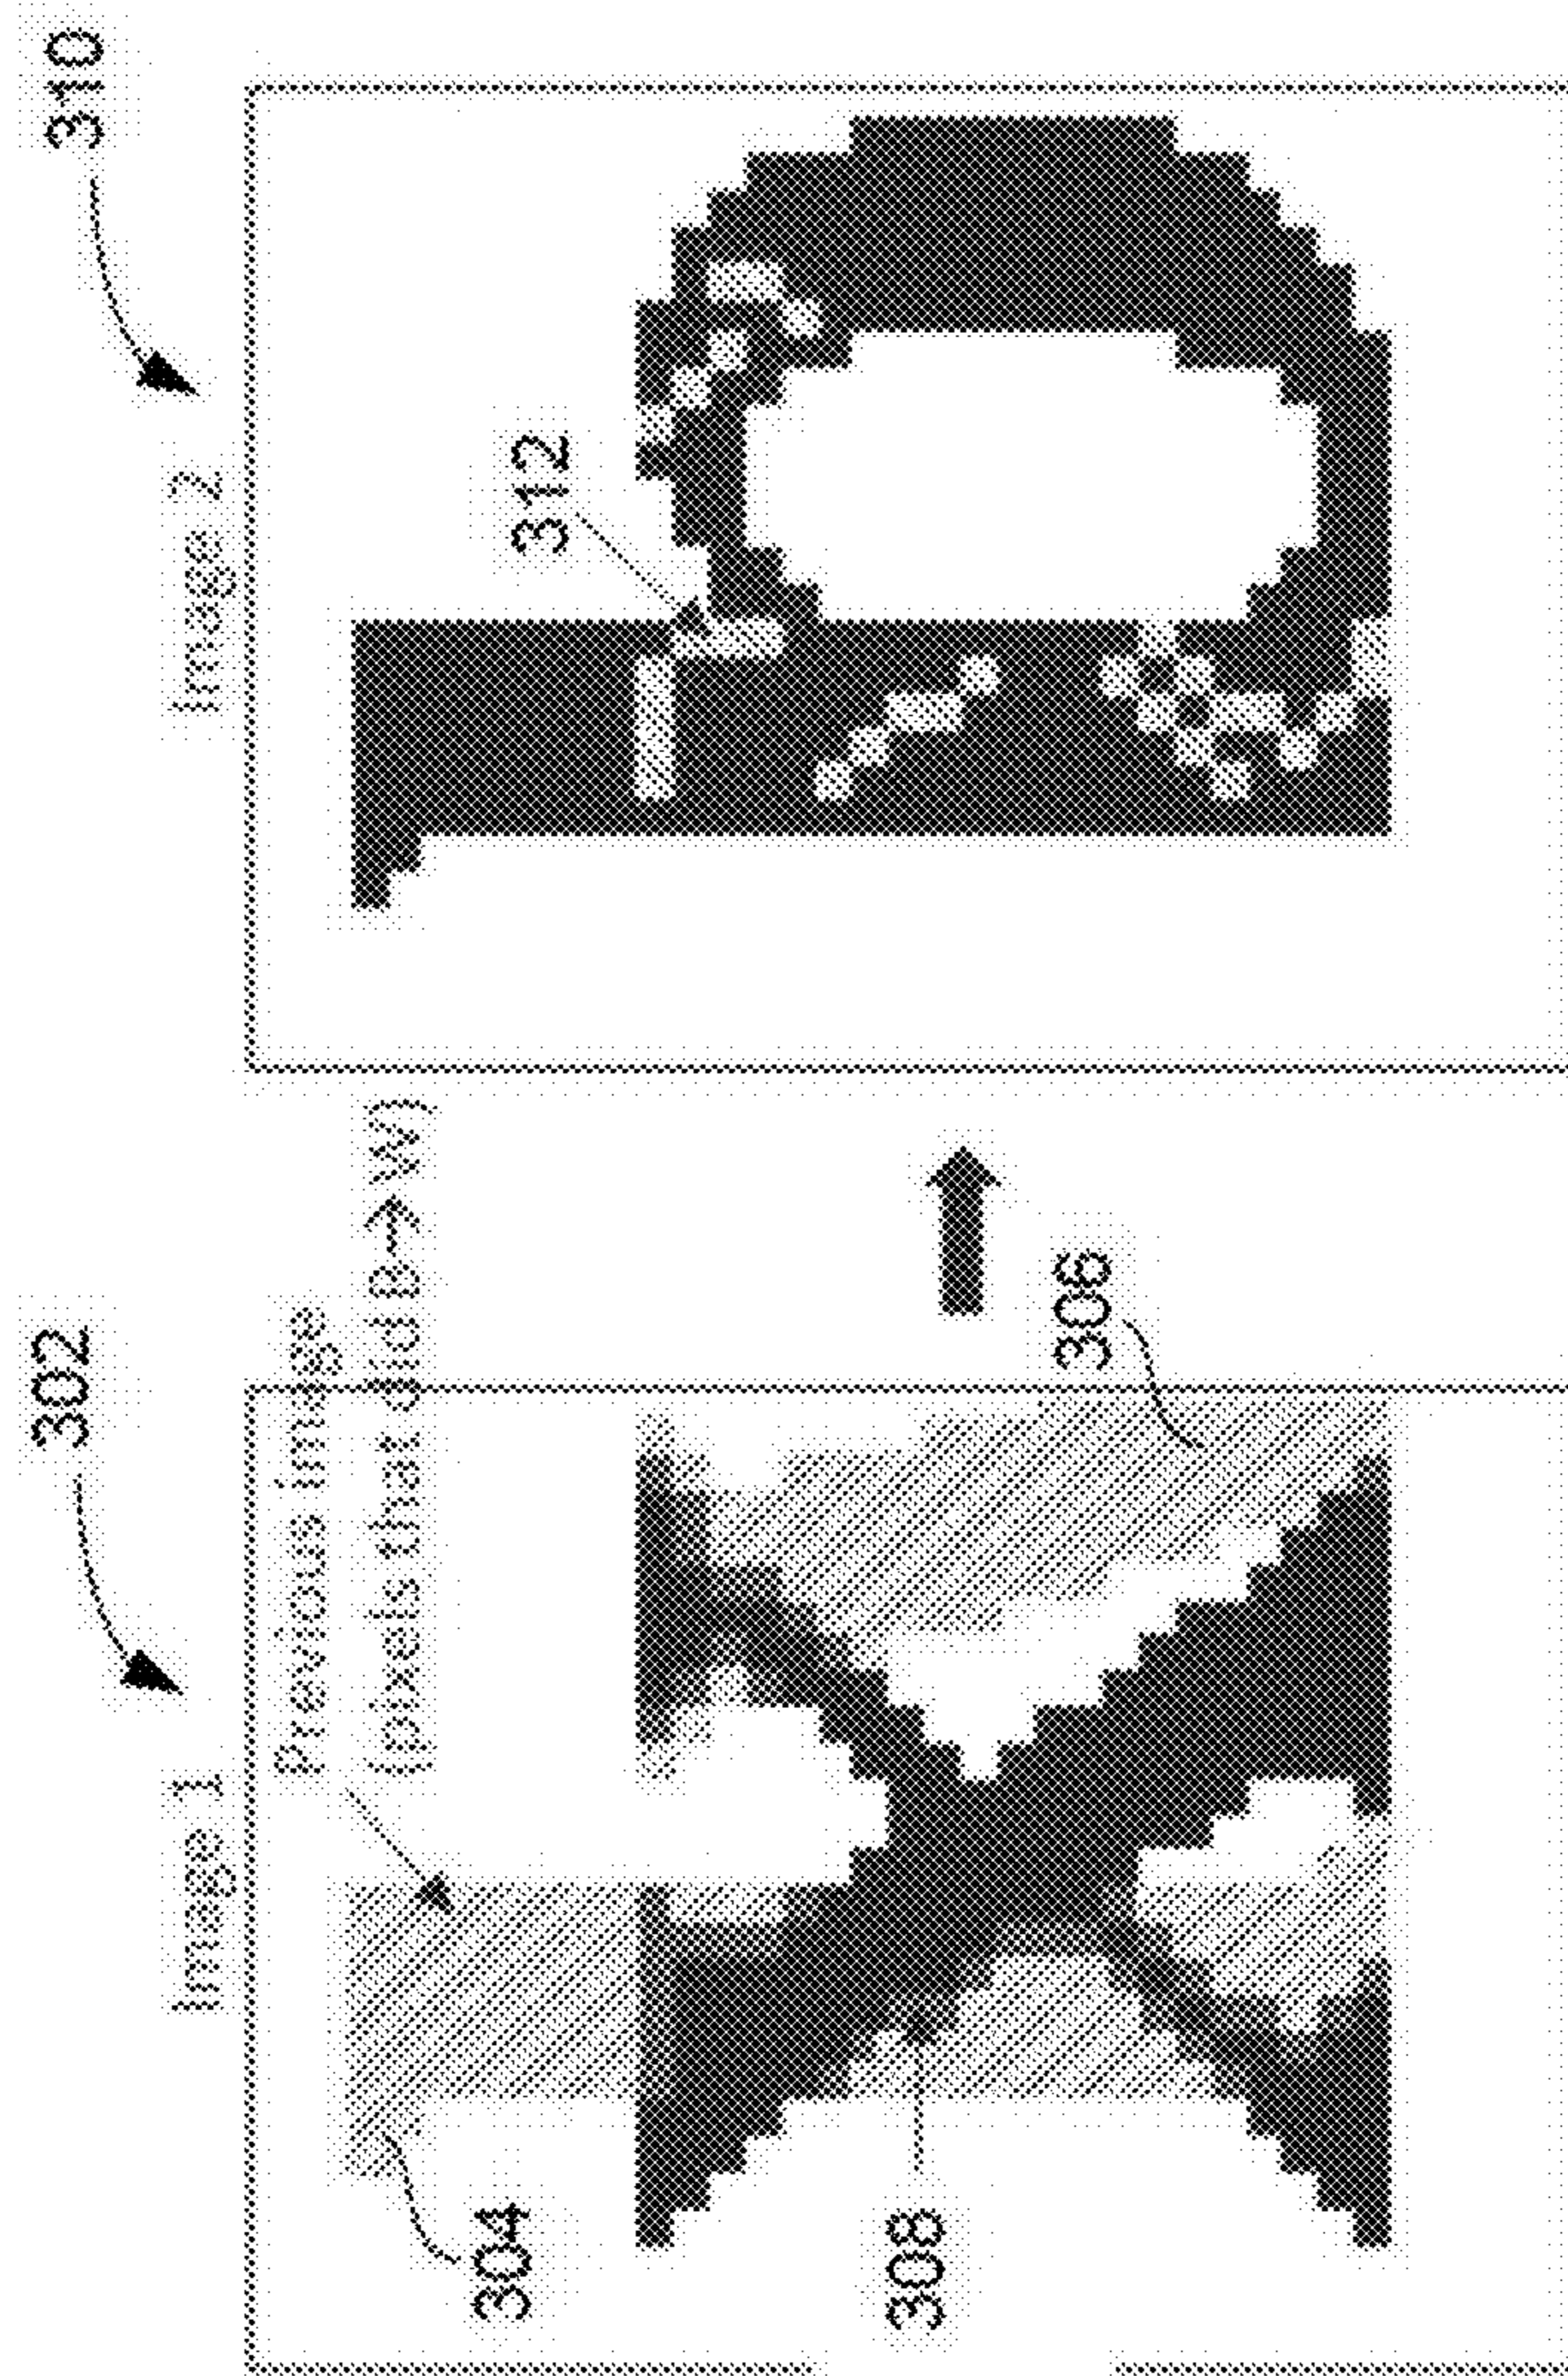 302
310
Image 1
Image 2
Previous Image
(pixels that did B→W)
304
312
308
306